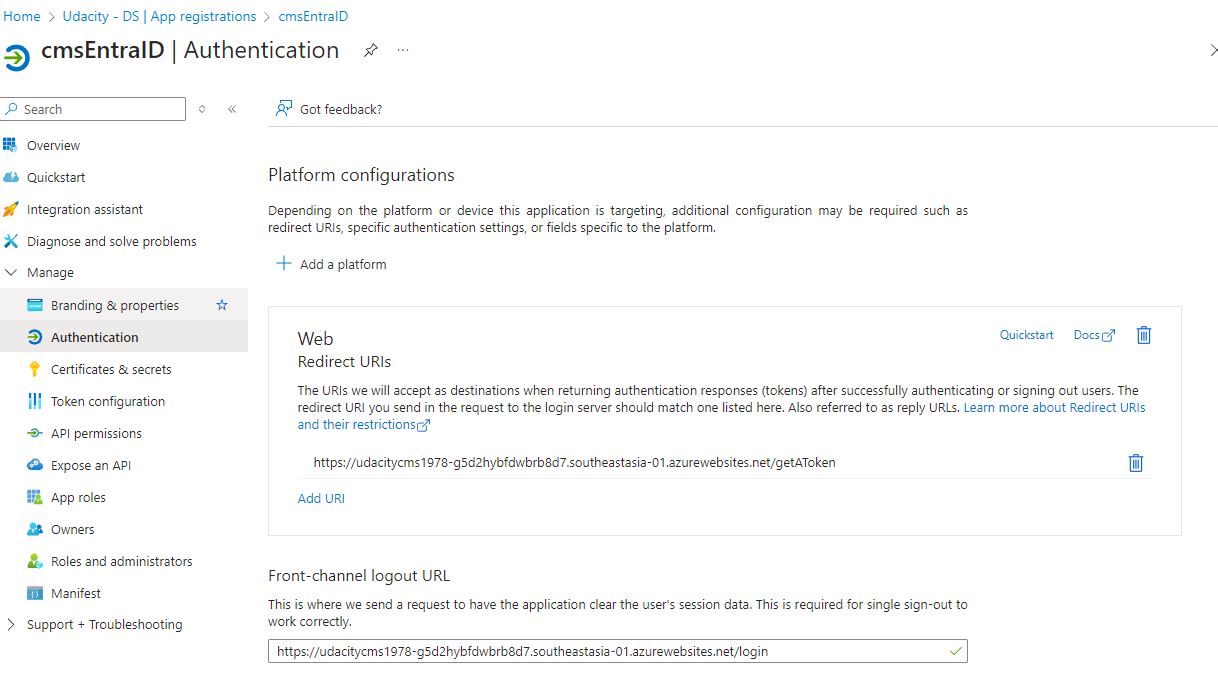 Home > Udacity - DS | App registrations > cmsEntraID
cmsEntraID | Authentication
Search
Got feedback?
Overview
Quickstart
Integration assistant
Diagnose and solve problems
Manage
Branding & properties
Authentication
Certificates & secrets
Token configuration
API permissions
Expose an API
App roles
Owners
Roles and administrators
Manifest
Support + Troubleshooting
Platform configurations
Depending on the platform or device this application is targeting, additional configuration may be required such as
redirect URIs, specific authentication settings, or fields specific to the platform.
Add a platform
Web
Quickstart
Docs
Redirect URIs
The URIs we will accept as destinations when returning authentication responses (tokens) after successfully authenticating or signing out users. The
redirect URI you send in the request to the login server should match one listed here. Also referred to as reply URLs. Learn more about Redirect URIs
and their restrictions
https://udacitycms1978-g5d2hybfdwbrb8d7.southeastasia-01.azurewebsites.net/getAToken
Add URI
Front-channel logout URL
This is where we send a request to have the application clear the user's session data. This is required for single sign-out to
work correctly.
https://udacitycms1978-g5d2hybfdwbrb8d7.southeastasia-01.azurewebsites.net/login